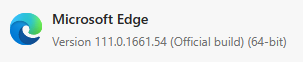 Microsoft Edge
Version 111.0.1661.54 (Official build) (64-bit)